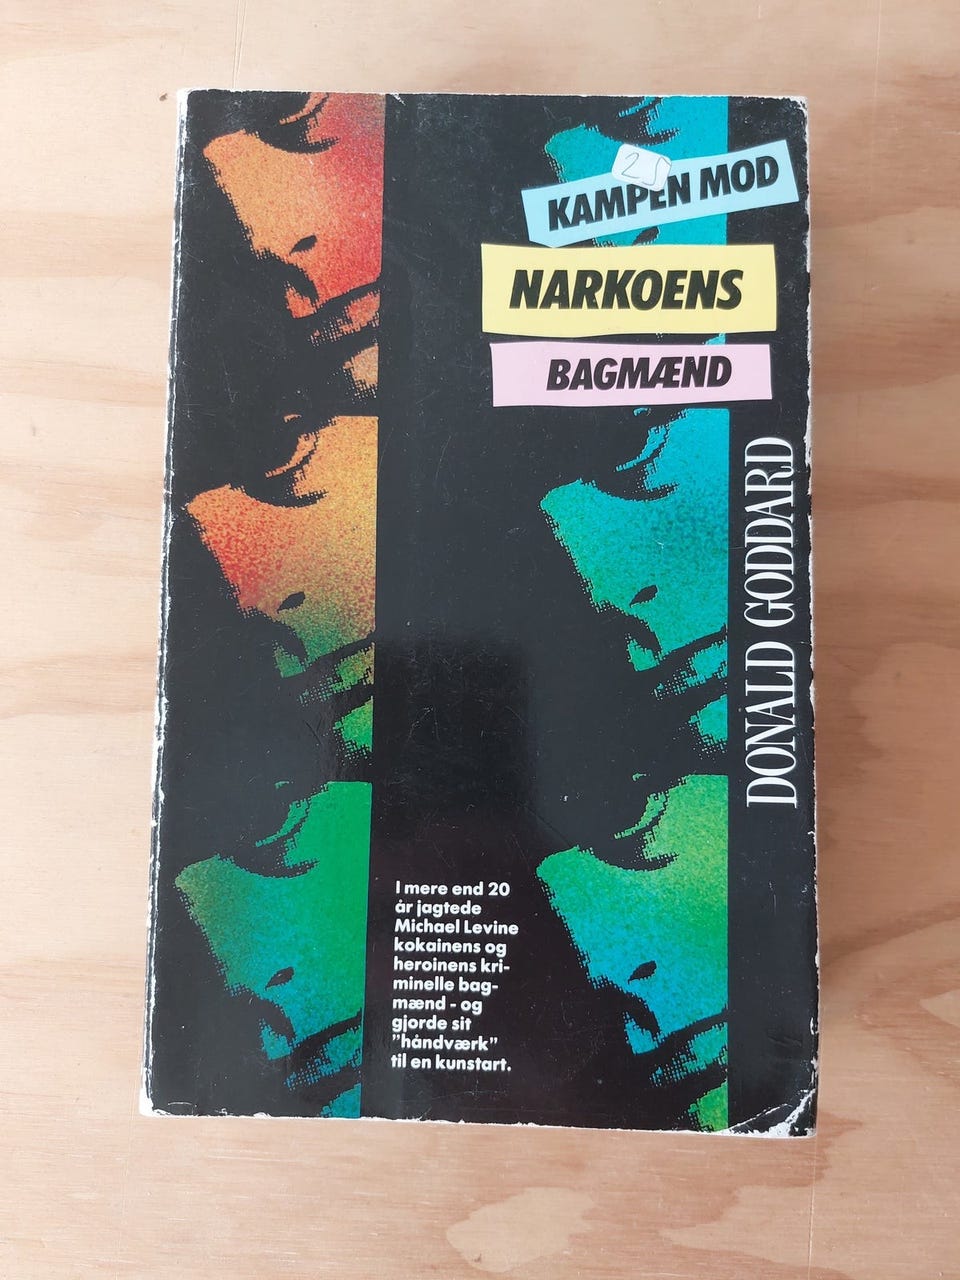 25
KAMPEN MOD
NARKOENS
BAGMÆND
DONALD GODDARD
I mere end 20
år jagtede
Michael Levine
kokainens og
heroinens kri-
minelle bag-
mænd - og
gjorde sit
"håndværk"
til en kunstart.